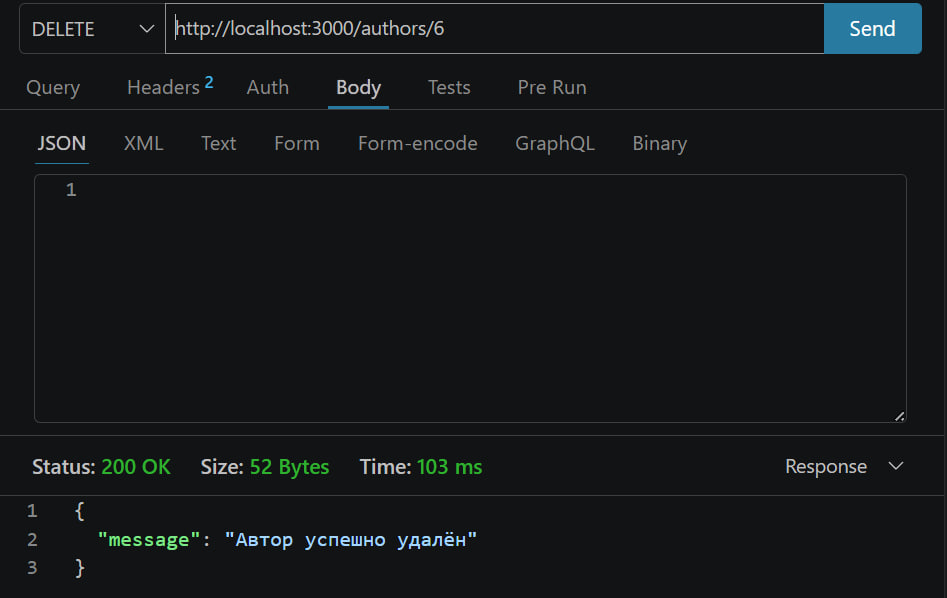 DELETE http://localhost:3000/authors/6 Send
Query Headers 2 Auth Body Tests Pre Run
JSON XML Text Form Form-encode GraphQL Binary
1
Status: 200 OK Size: 52 Bytes Time: 103 ms Response
1 {
2 "message": "Автор успешно удалён"
3 }